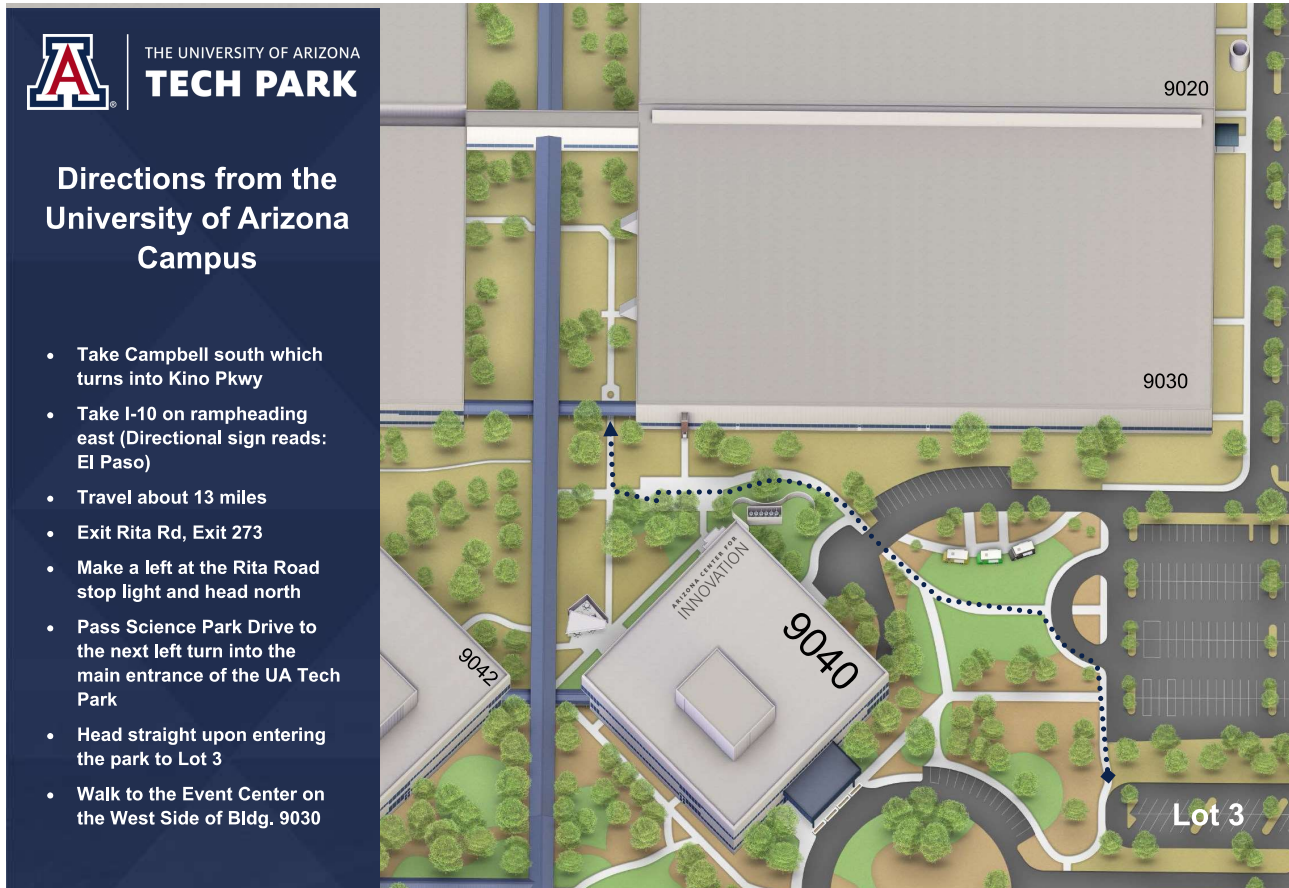 THE UNIVERSITY OF ARIZONA
TECH PARK
Directions from the
University of Arizona
Campus
• Take Campbell south which
turns into Kino Pkwy
• Take I-10 on rampheading
east (Directional sign reads:
El Paso)
• Travel about 13 miles
• Exit Rita Rd, Exit 273
• Make a left at the Rita Road
stop light and head north
• Pass Science Park Drive to
the next left turn into the
main entrance of the UA Tech
Park
• Head straight upon entering
the park to Lot 3
• Walk to the Event Center on
the West Side of Bldg. 9030
9020
9030
ARIZONA CENTER FOR
INNOVATION
9040
9042
Lot 3